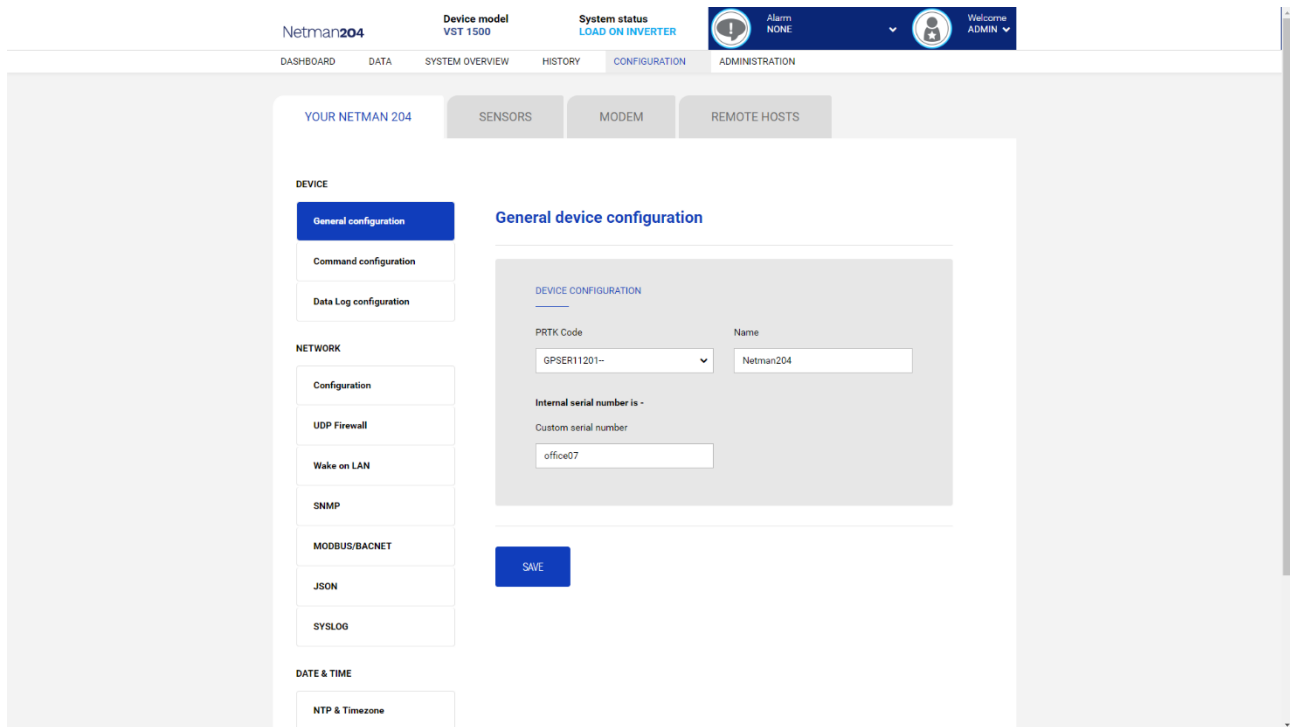 Netman204
Device model
VST 1500
System status
LOAD ON INVERTER
Alarm
NONE
Welcome
ADMIN
DASHBOARD DATA SYSTEM OVERVIEW HISTORY CONFIGURATION ADMINISTRATION
YOUR NETMAN 204 SENSORS MODEM REMOTE HOSTS
DEVICE
General configuration
Command configuration
Data Log configuration
NETWORK
Configuration
UDP Firewall
Wake on LAN
SNMP
MODBUS/BACNET
JSON
SYSLOG
DATE & TIME
NTP & Timezone
General device configuration
DEVICE CONFIGURATION
PRTK Code
GPSER11201--
Name
Netman204
Internal serial number is -
Custom serial number
office07
SAVE